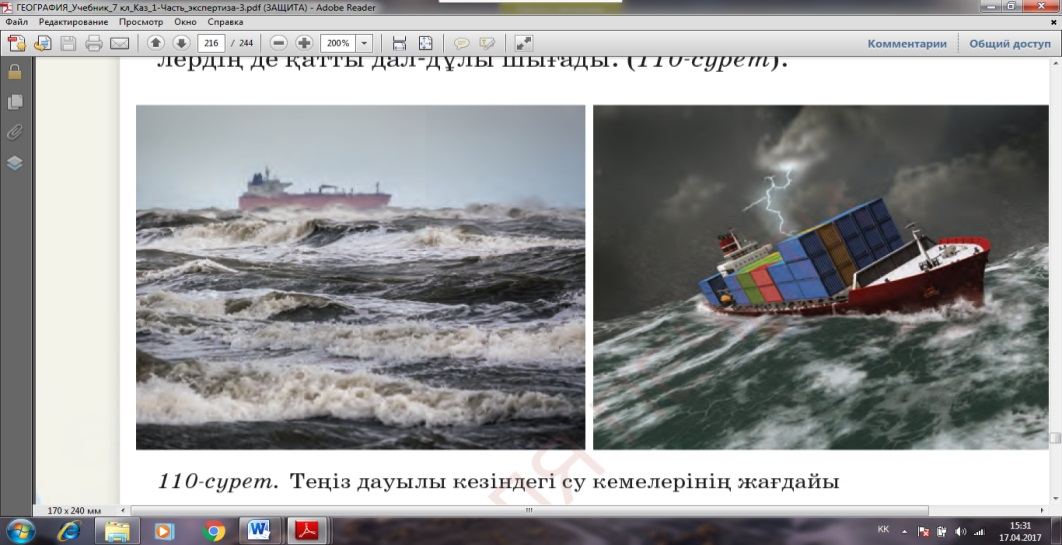 ГЕОГРАФИЯ_Учебник_7 кл_Каз_1-Часть_экспертиза-3.pdf (ЗАЩИТА) - Adobe Reader
Файл Редактирование Просмотр Окно Справка
216 / 244 200% Комментарии Общий доступ
лердің де қатты дал-дұлы шығады. (110-сурет).
110-сурет. Теңіз дауылы кезіндегі су кемелерінің жағдайы
170 x 240 мм
KK 15:31
17.04.2017